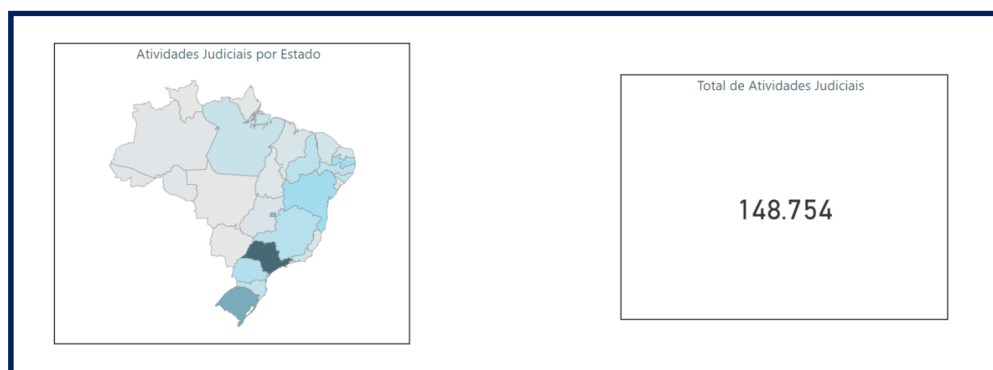 Atividades Judiciais por Estado
Total de Atividades Judiciais
148.754